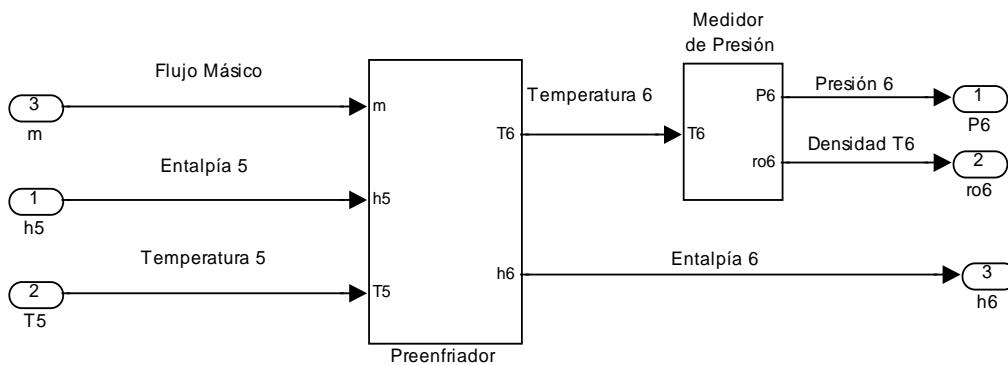 Medidor
de Presión
Flujo Másico
3
m
m
Temperatura 6
T6
T6
P6
Presión 6
1
P6
Entalpía 5
1
h5
h5
ro6
Densidad T6
2
ro6
Temperatura 5
2
T5
T5
h6
Entalpía 6
3
h6
Preenfriador